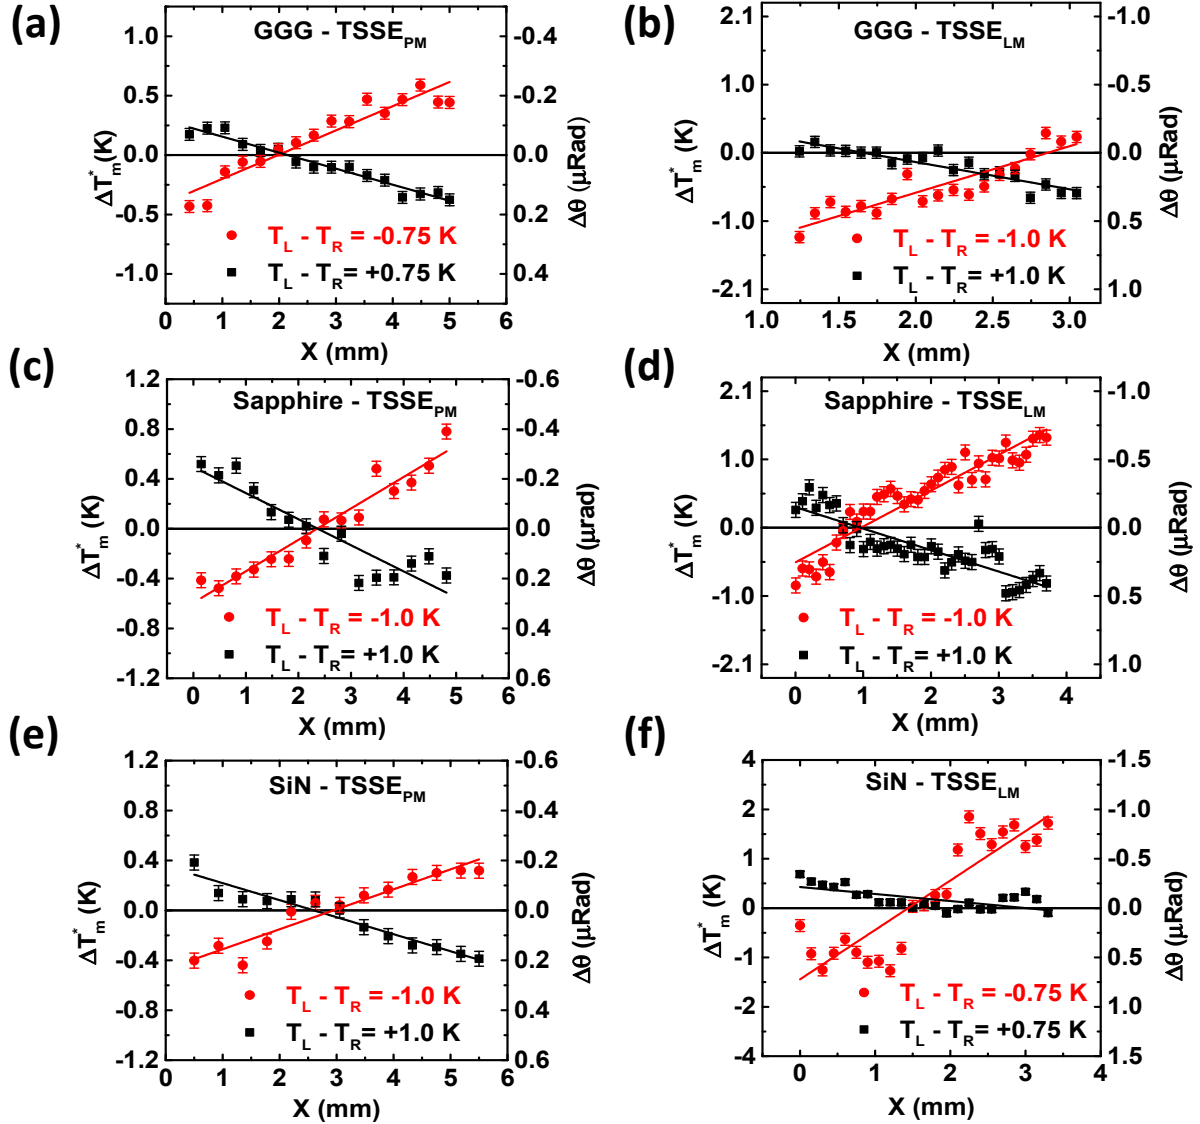 (a)
GGG - TSSE_PM
1.0
0.5
0.0
-0.5
-1.0
ΔT*_m (K)
-0.4
-0.2
0.0
0.2
0.4
Δθ (μRad)
T_L - T_R = -0.75 K
T_L - T_R= +0.75 K
0 1 2 3 4 5 6
X (mm)
(b)
GGG - TSSE_LM
2.1
1.0
0.0
-1.0
-2.1
-1.0
-0.5
0.0
0.5
1.0
Δθ (μRad)
T_L - T_R = -1.0 K
T_L - T_R= +1.0 K
1.0 1.5 2.0 2.5 3.0
X (mm)
ΔT*_m (K)
(c)
Sapphire - TSSE_PM
1.2
0.8
0.4
0.0
-0.4
-0.8
-1.2
ΔT*_m (K)
-0.6
-0.4
-0.2
0.0
0.2
0.4
0.6
Δθ (μrad)
T_L - T_R = -1.0 K
T_L - T_R= +1.0 K
0 1 2 3 4 5 6
X (mm)
(d)
Sapphire - TSSE_LM
2.1
1.0
0.0
-1.0
-2.1
ΔT*_m (K)
-1.0
-0.5
0.0
0.5
1.0
Δθ (μRad)
T_L - T_R = -1.0 K
T_L - T_R= +1.0 K
0 1 2 3 4
X (mm)
(e)
SiN - TSSE_PM
1.2
0.8
0.4
0.0
-0.4
-0.8
-1.2
ΔT*_m (K)
-0.6
-0.4
-0.2
0.0
0.2
0.4
0.6
Δθ (μRad)
T_L - T_R = -1.0 K
T_L - T_R= +1.0 K
0 1 2 3 4 5 6
X (mm)
(f)
SiN - TSSE_LM
4
2
1
0
-1
-2
-4
ΔT*_m (K)
-1.5
-1.0
-0.5
0.0
0.5
1.0
1.5
Δθ (μRad)
T_L - T_R = -0.75 K
T_L - T_R= +0.75 K
0 1 2 3 4
X (mm)